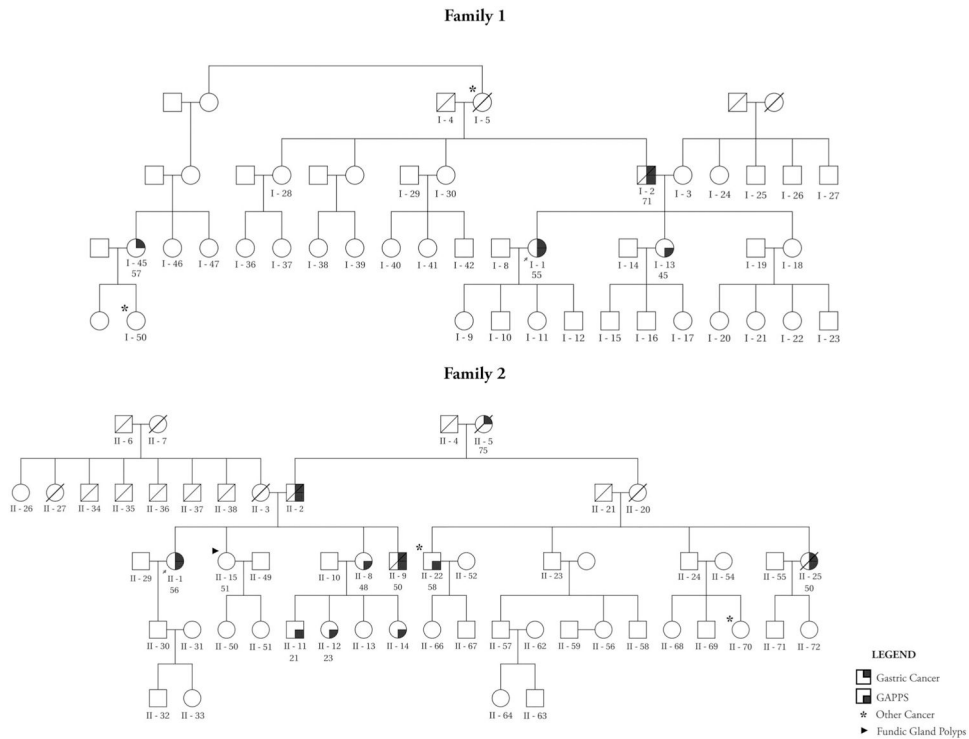 Family 1
*
I - 4 I - 5
I - 28 I - 29 I - 30 I - 2 I - 3 I - 24 I - 25 I - 26 I - 27
71
I - 45 I - 46 I - 47 I - 36 I - 37 I - 38 I - 39 I - 40 I - 41 I - 42 I - 8 I - 1 I - 14 I - 13 I - 19 I - 18
57 55 45
*
I - 50 I - 9 I - 10 I - 11 I - 12 I - 15 I - 16 I - 17 I - 20 I - 21 I - 22 I - 23
Family 2
II - 6 II - 7 II - 4 II - 5
75
II - 26 II - 27 II - 34 II - 35 II - 36 II - 37 II - 38 II - 3 II - 2 II - 21 II - 20
*
II - 29 II - 1 II - 15 II - 49 II - 10 II - 8 II - 9 II - 22 II - 52 II - 23 II - 24 II - 54 II - 55 II - 25
56 51 48 50 58 50
*
II - 30 II - 31 II - 50 II - 51 II - 11 II - 12 II - 13 II - 14 II - 66 II - 67 II - 57 II - 62 II - 59 II - 56 II - 58 II - 68 II - 69 II - 70 II - 71 II - 72
21 23
II - 32 II - 33 II - 64 II - 63
LEGEND
Gastric Cancer
GAPPS
* Other Cancer
Fundic Gland Polyps